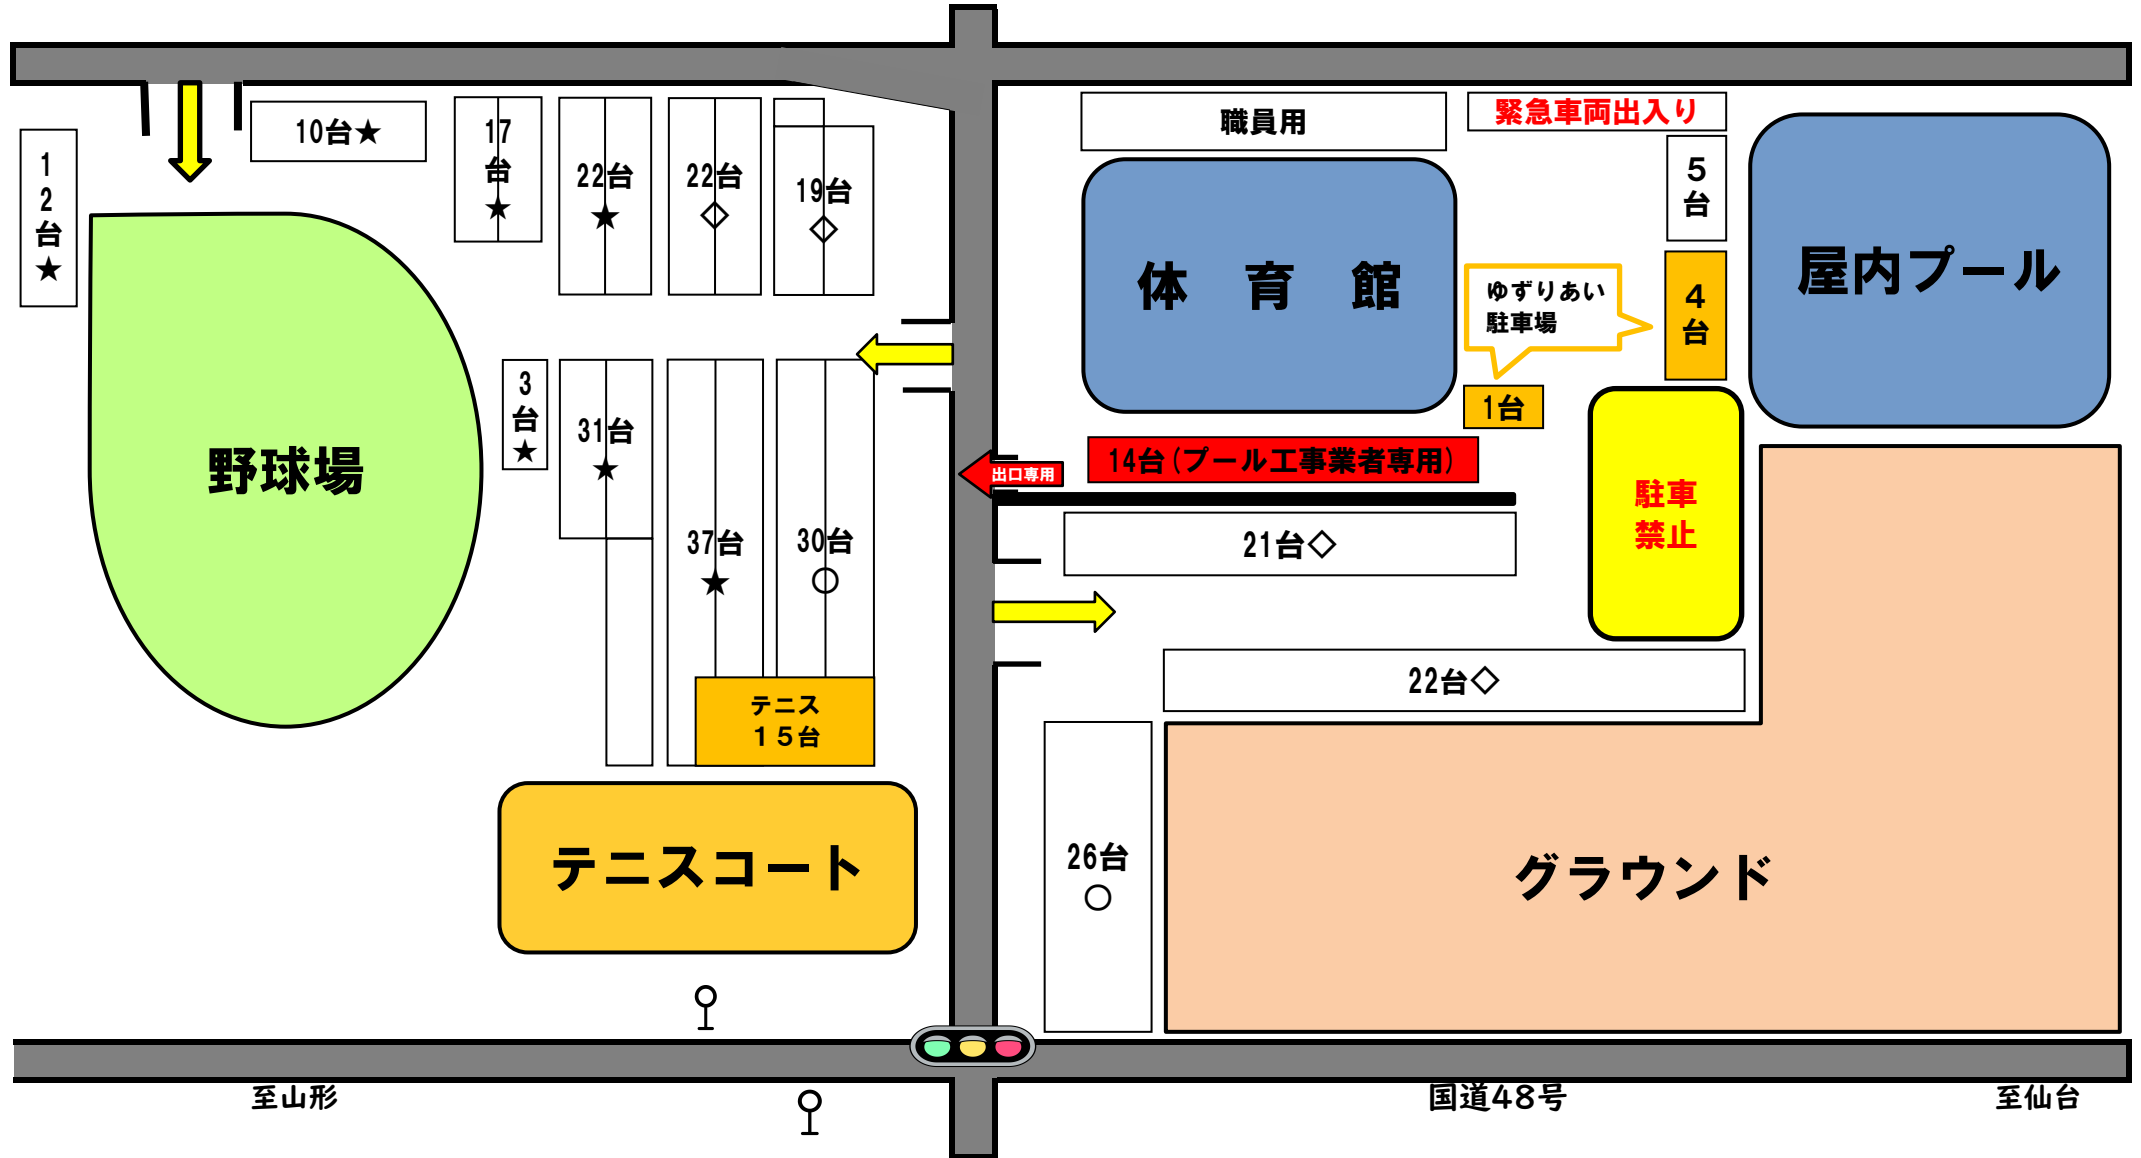 10台★
17
台
★
22台
★
22台
◇
19台
◇
1
2
台
★
職員用
緊急車両出入り
5
台
体　育　館
ゆずりあい
駐車場
4
台
屋内プール
1台
野球場
3
台
★
31台
★
37台
★
30台
○
出口専用
14台(プール工事業者専用)
21台◇
駐車
禁止
22台◇
テニス
１５台
テニスコート
26台
○
グラウンド
至山形
国道48号
至仙台